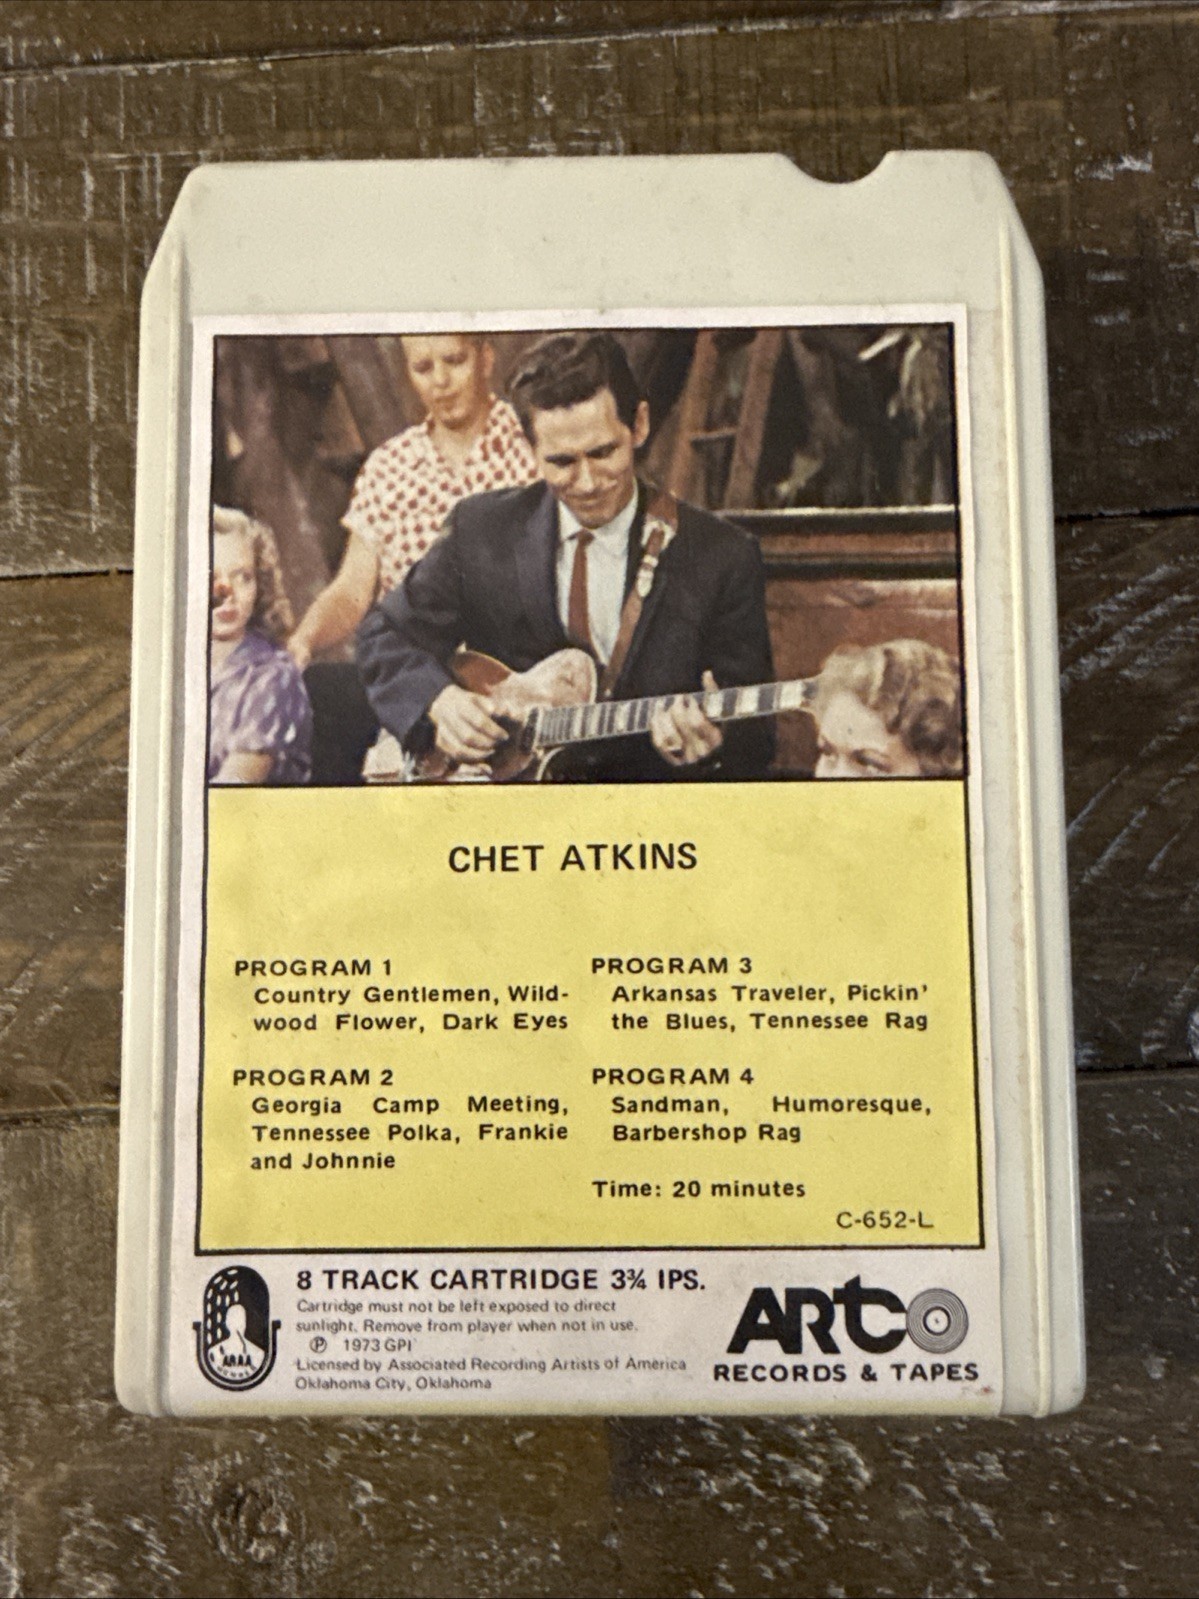 CHET ATKINS
PROGRAM 1
Country Gentlemen, Wild-
wood Flower, Dark Eyes
PROGRAM 2
Georgia Camp Meeting,
Tennessee Polka, Frankie
and Johnnie
PROGRAM 3
Arkansas Traveler, Pickin'
the Blues, Tennessee Rag
PROGRAM 4
Sandman, Humoresque,
Barbershop Rag
Time: 20 minutes
C-652-L
8 TRACK CARTRIDGE 3¾ IPS.
Cartridge must not be left exposed to direct
sunlight. Remove from player when not in use.
℗ 1973 GPI
Licensed by Associated Recording Artists of America
Oklahoma City, Oklahoma
ARAA
ARTCO
RECORDS & TAPES